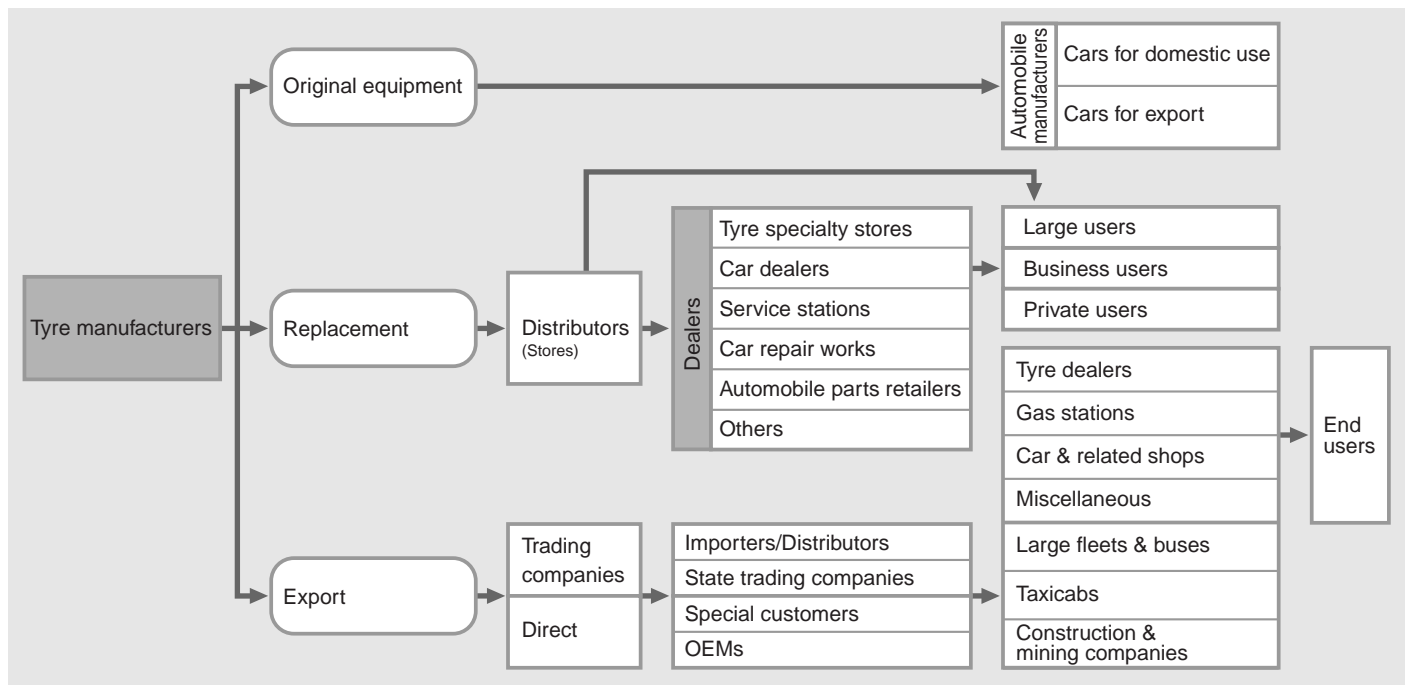 Original equipment
Automobile
manufacturers
Cars for domestic use
Cars for export
Tyre manufacturers
Replacement
Distributors
(Stores)
Dealers
Tyre specialty stores
Car dealers
Service stations
Car repair works
Automobile parts retailers
Others
Large users
Business users
Private users
Export
Trading
companies
Direct
Importers/Distributors
State trading companies
Special customers
OEMs
Tyre dealers
Gas stations
Car & related shops
Miscellaneous
Large fleets & buses
Taxicabs
Construction &
mining companies
End
users